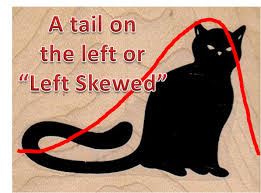 A tail on
the left or
“Left Skewed”